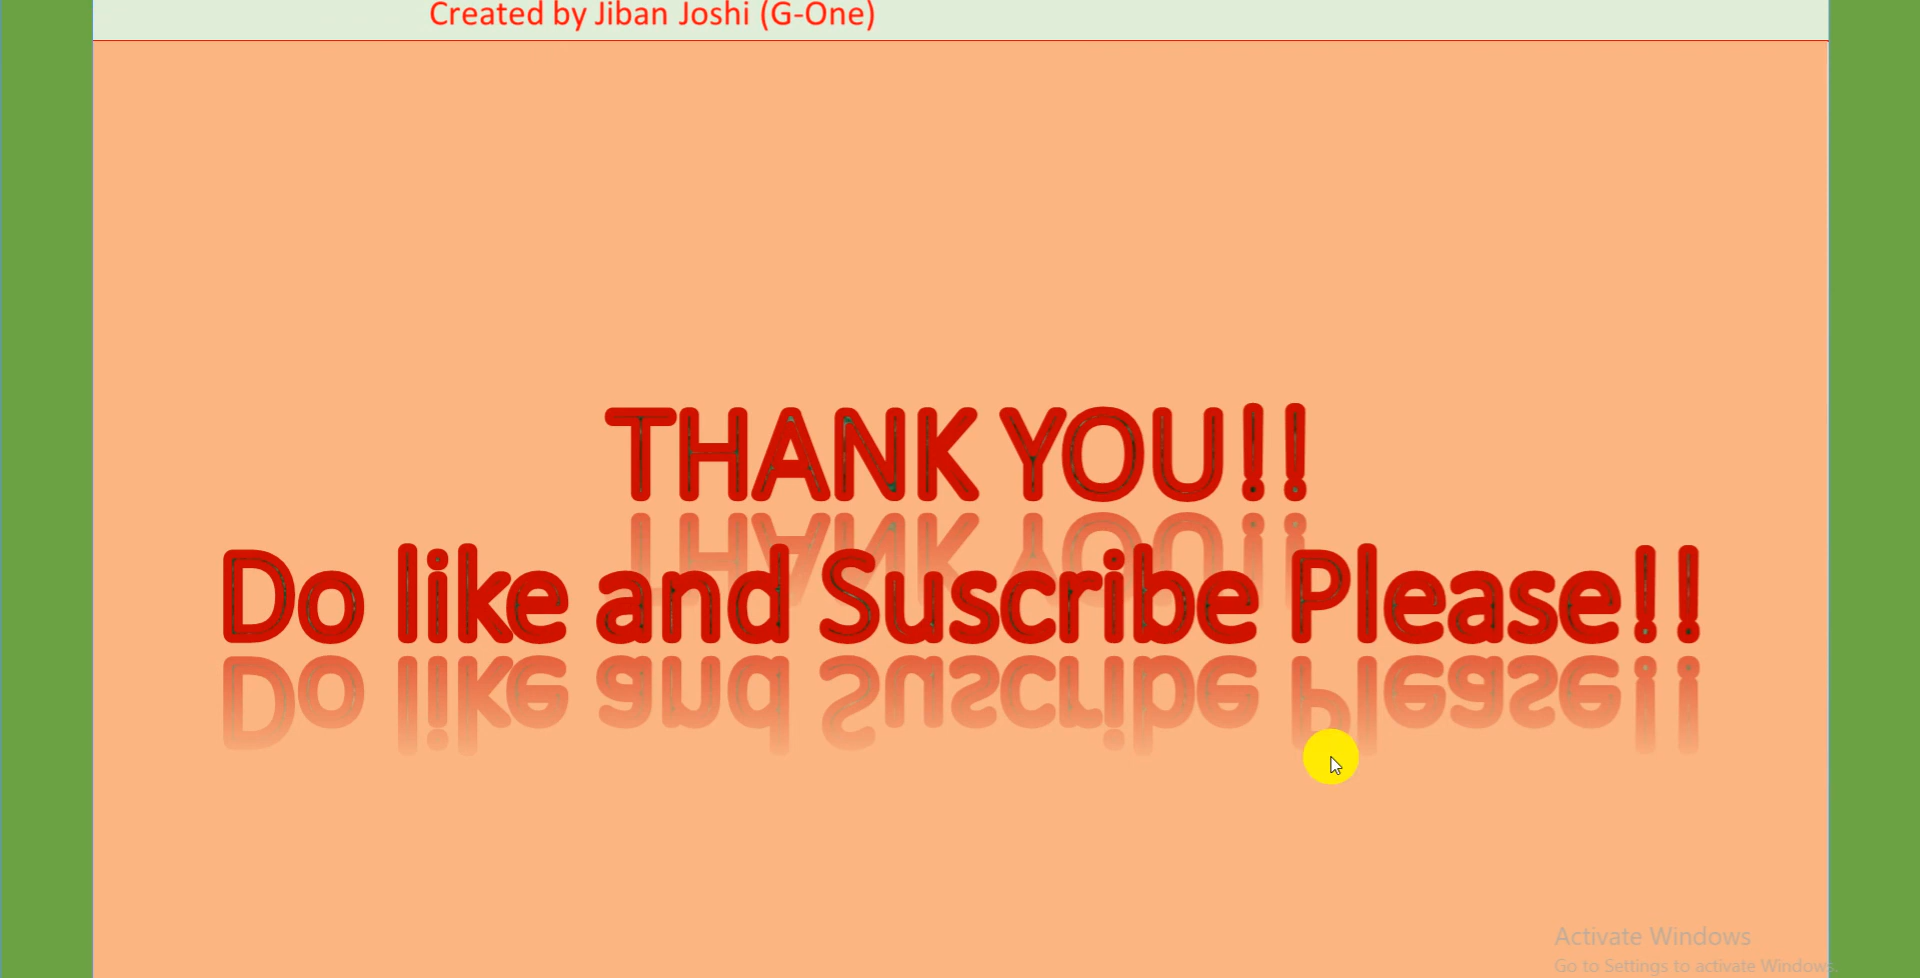 Created by Jiban Joshi (G-One)
THANK YOU!!
Do like and Suscribe Please!!
Activate Windows
Go to Settings to activate Windows.